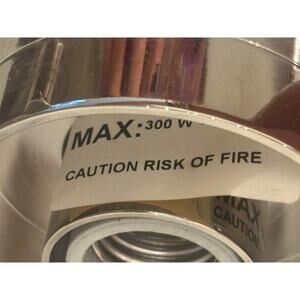 MAX: 300 W
CAUTION RISK OF FIRE
MAX
CAUTION